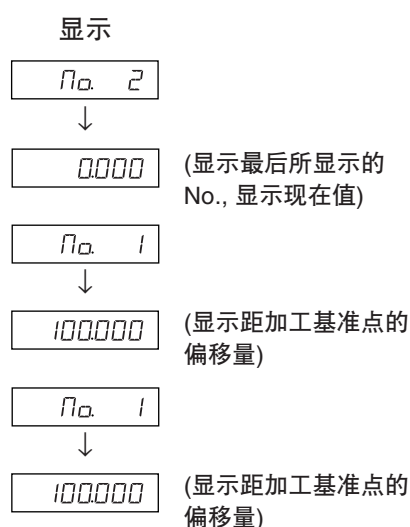 显示
No. 2
↓
0.000
(显示最后所显示的
No., 显示现在值)
No. 1
↓
100.000
(显示距加工基准点的
偏移量)
No. 1
↓
100.000
(显示距加工基准点的
偏移量)